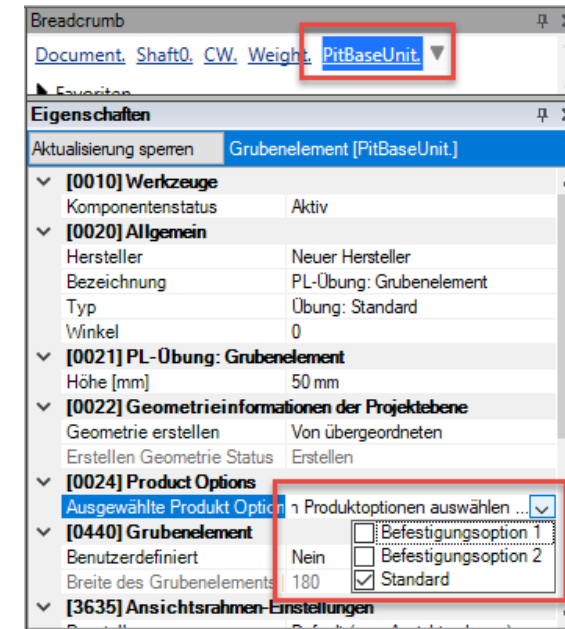 Breadcrumb
Document. Shaft0. CW. Weight. PitBaseUnit.
Favoriten
Eigenschaften
Aktualisierung sperren Grubenelement [PitBaseUnit.]
[0010] Werkzeuge
Komponentenstatus Aktiv
[0020] Allgemein
Hersteller Neuer Hersteller
Bezeichnung PL-Übung: Grubenelement
Typ Übung: Standard
Winkel 0
[0021] PL-Übung: Grubenelement
Höhe [mm] 50 mm
[0022] Geometrieinformationen der Projektebene
Geometrie erstellen Von übergeordneten
Erstellen Geometrie Status Erstellen
[0024] Product Options
Ausgewählte Produkt Option n Produktoptionen auswählen ...
Befestigungsoption 1
[0440] Grubenelement
Benutzerdefiniert Nein Befestigungsoption 2
Breite des Grubenelements 180 Standard
[3635] Ansichtsrahmen-Einstellungen